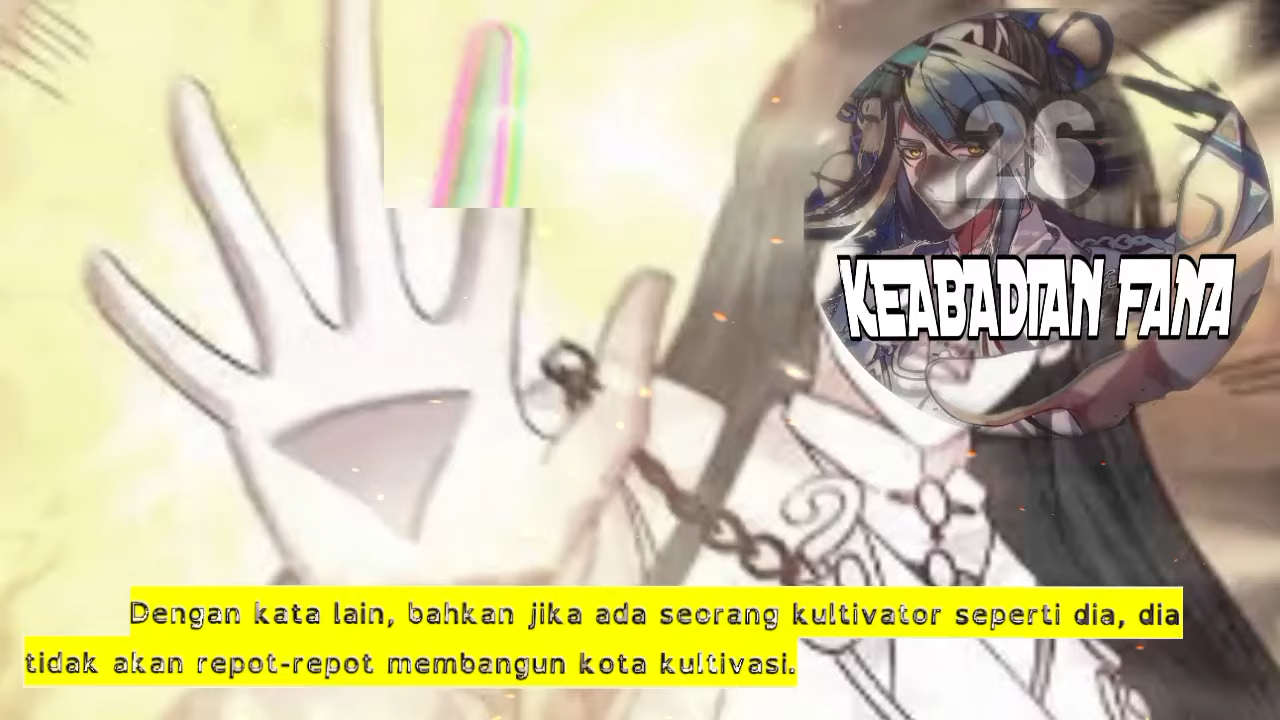 26
KEABADIAN FANA
Dengan kata lain, bahkan jika ada seorang kultivator seperti dia, dia
tidak akan repot-repot membangun kota kultivasi.